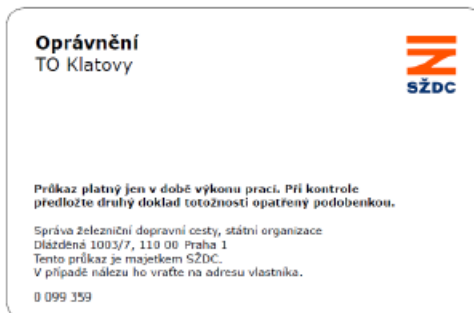 Oprávnění
TO Klatovy
SŽDC
Průkaz platný jen v době výkonu prací. Při kontrole
předložte druhý doklad totožnosti opatřený podobenkou.
Správa železniční dopravní cesty, státní organizace
Dlážděná 1003/7, 110 00 Praha 1
Tento průkaz je majetkem SŽDC.
V případě nálezu ho vraťte na adresu vlastníka.
0 099 359